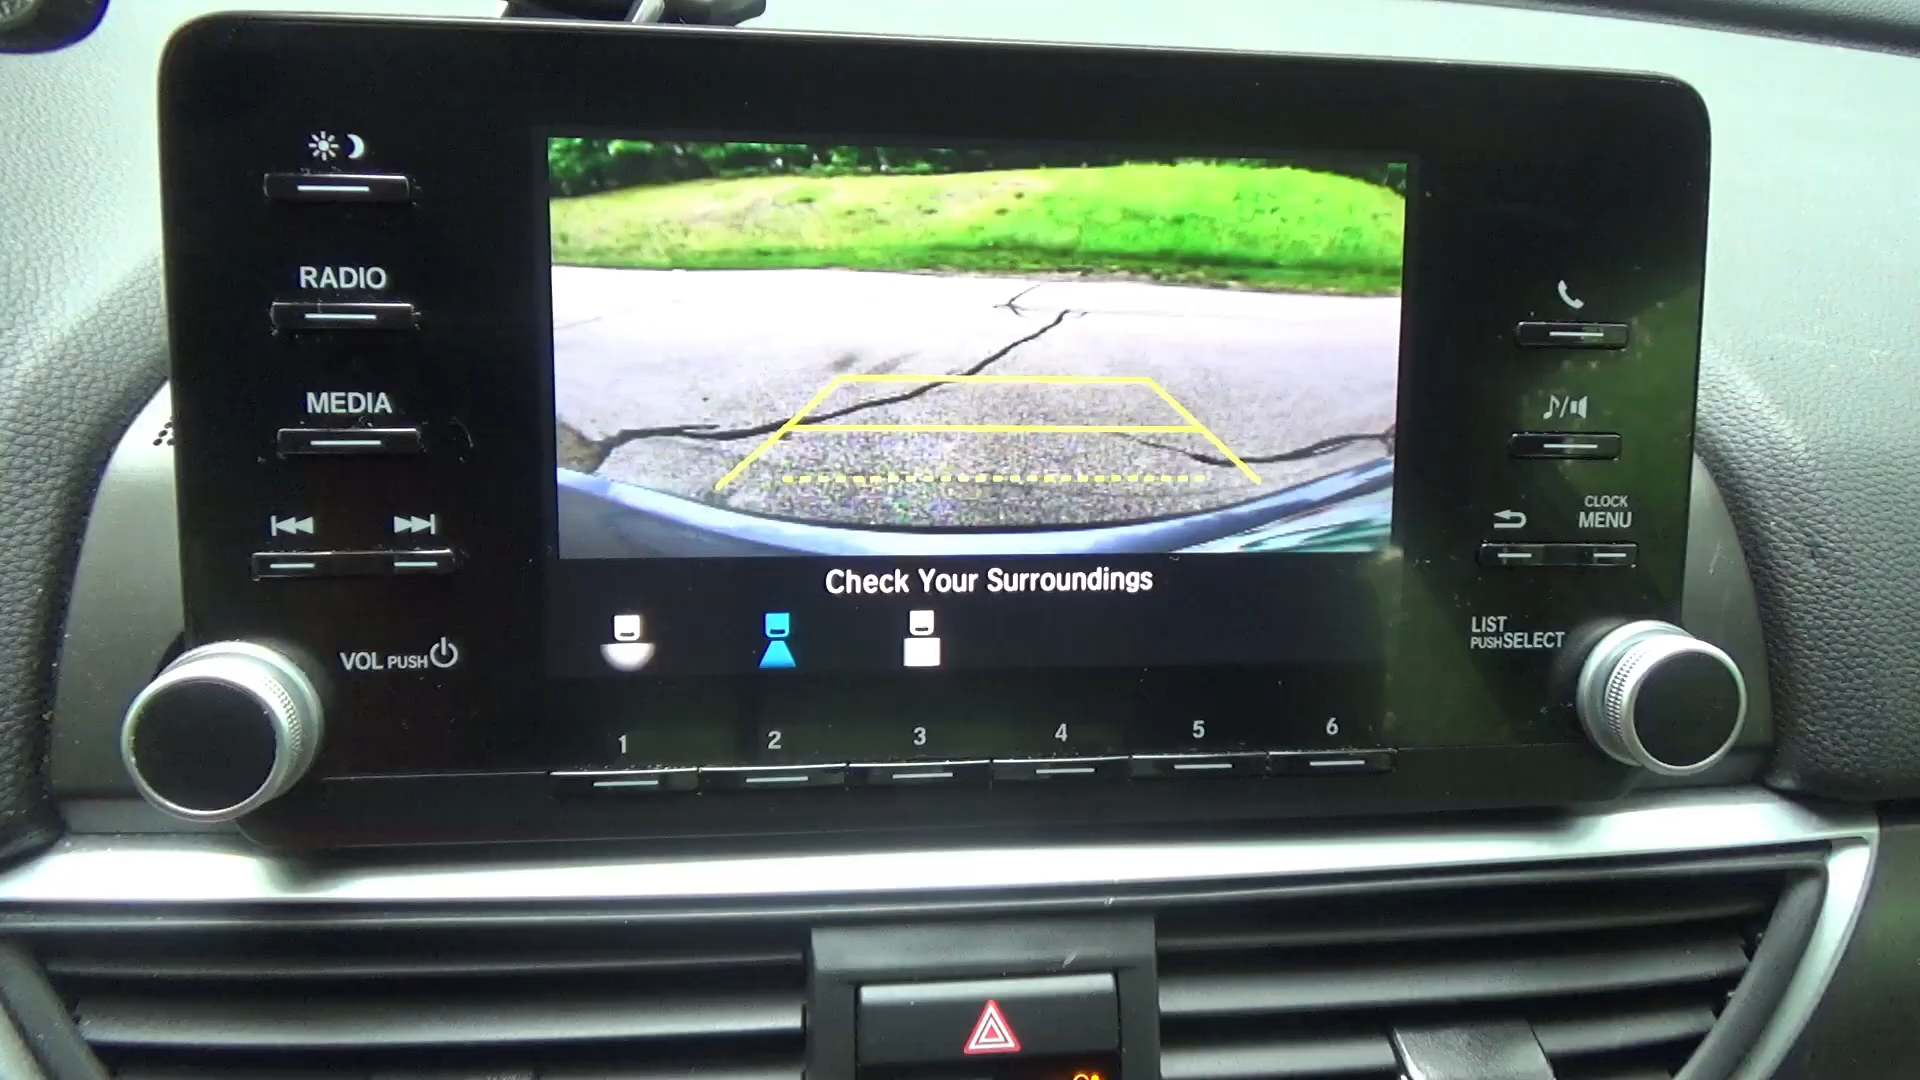 RADIO
MEDIA
VOL PUSH
Check Your Surroundings
1 2 3 4 5 6
CLOCK
MENU
LIST
PUSH SELECT